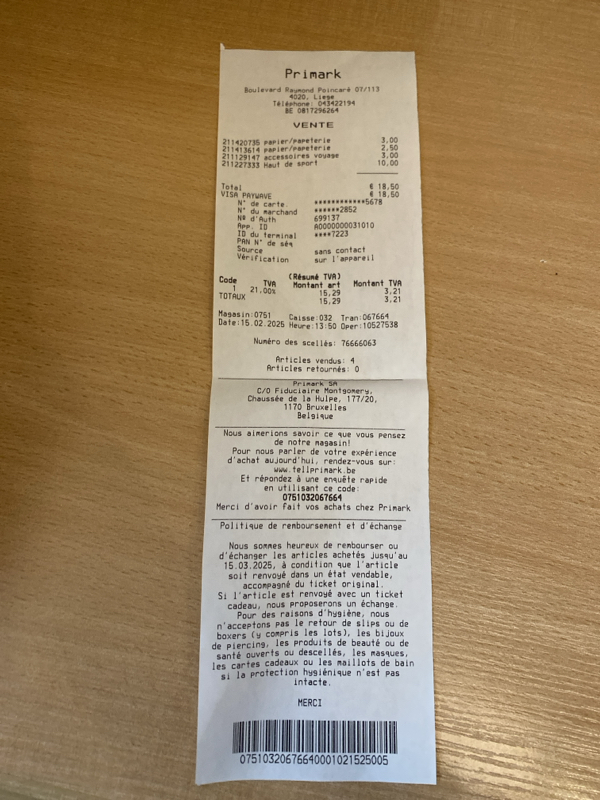 Primark
Boulevard Raymond Poincaré 07/113
4020, Liege
Téléphone: 043422194
BE 0817296264
VENTE
211420735 papier/papeterie 3,00
211413614 papier/papeterie 2,50
211129147 accessoires voyage 3,00
211227333 Haut de sport 10,00
Total € 18,50
VISA PAYWAVE € 18,50
N° de carte. ************5678
N° du marchand ******2852
Nº d'Auth 699137
App. ID A0000000031010
ID du terminal ****7223
PAN N° de séq
Source sans contact
Vérification sur l'appareil
(Résumé TVA)
Code TVA Montant art Montant TVA
1 21.00% 15,29 3,21
TOTAUX 15,29 3,21
Magasin:0751 Caisse:032 Tran:067664
Date:15.02.2025 Heure:13:50 Oper:10527538
Numéro des scellés: 76666063
Articles vendus: 4
Articles retournés: 0
Primark SA
C/O Fiduciaire Montgomery,
Chaussée de la Hulpe, 177/20,
1170 Bruxelles
Belgique
Nous aimerions savoir ce que vous pensez
de notre magasin!
Pour nous parler de votre expérience
d'achat aujourd'hui, rendez-vous sur:
www.tellprimark.be
Et répondez à une enquête rapide
en utilisant ce code:
0751032067664
Merci d'avoir fait vos achats chez Primark
Politique de remboursement et d'échange
Nous sommes heureux de rembourser ou
d'échanger les articles achetés jusqu'au
15.03.2025, à condition que l'article
soit renvoyé dans un état vendable,
accompagné du ticket original.
Si l'article est renvoyé avec un ticket
cadeau, nous proposerons un échange.
Pour des raisons d'hygiène, nous
n'acceptons pas le retour de slips ou de
boxers (y compris les lots), les bijoux
de piercing, les produits de beauté ou de
santé ouverts ou descellés, les masques,
les cartes cadeaux ou les maillots de bain
si la protection hygiénique n'est pas
intacte.
MERCI
07510320676640001021525005